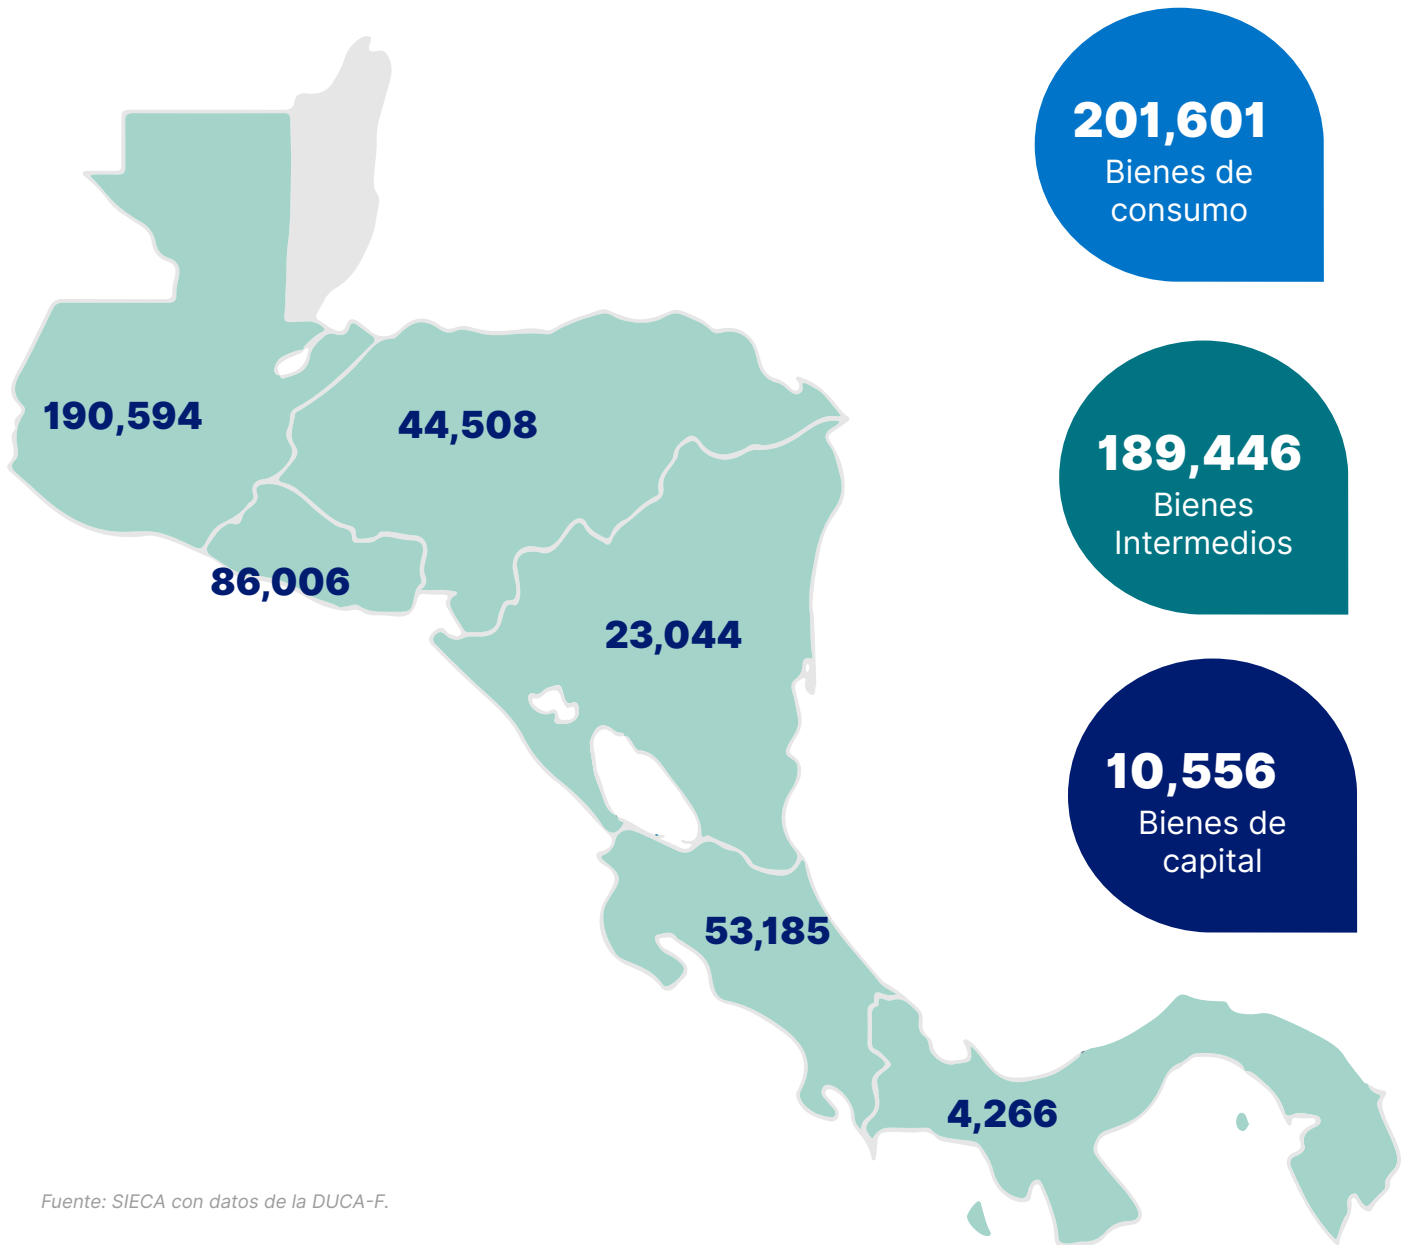 201,601
Bienes de
consumo
189,446
Bienes
Intermedios
190,594
44,508
86,006
23,044
10,556
Bienes de
capital
53,185
4,266
Fuente: SIECA con datos de la DUCA-F.